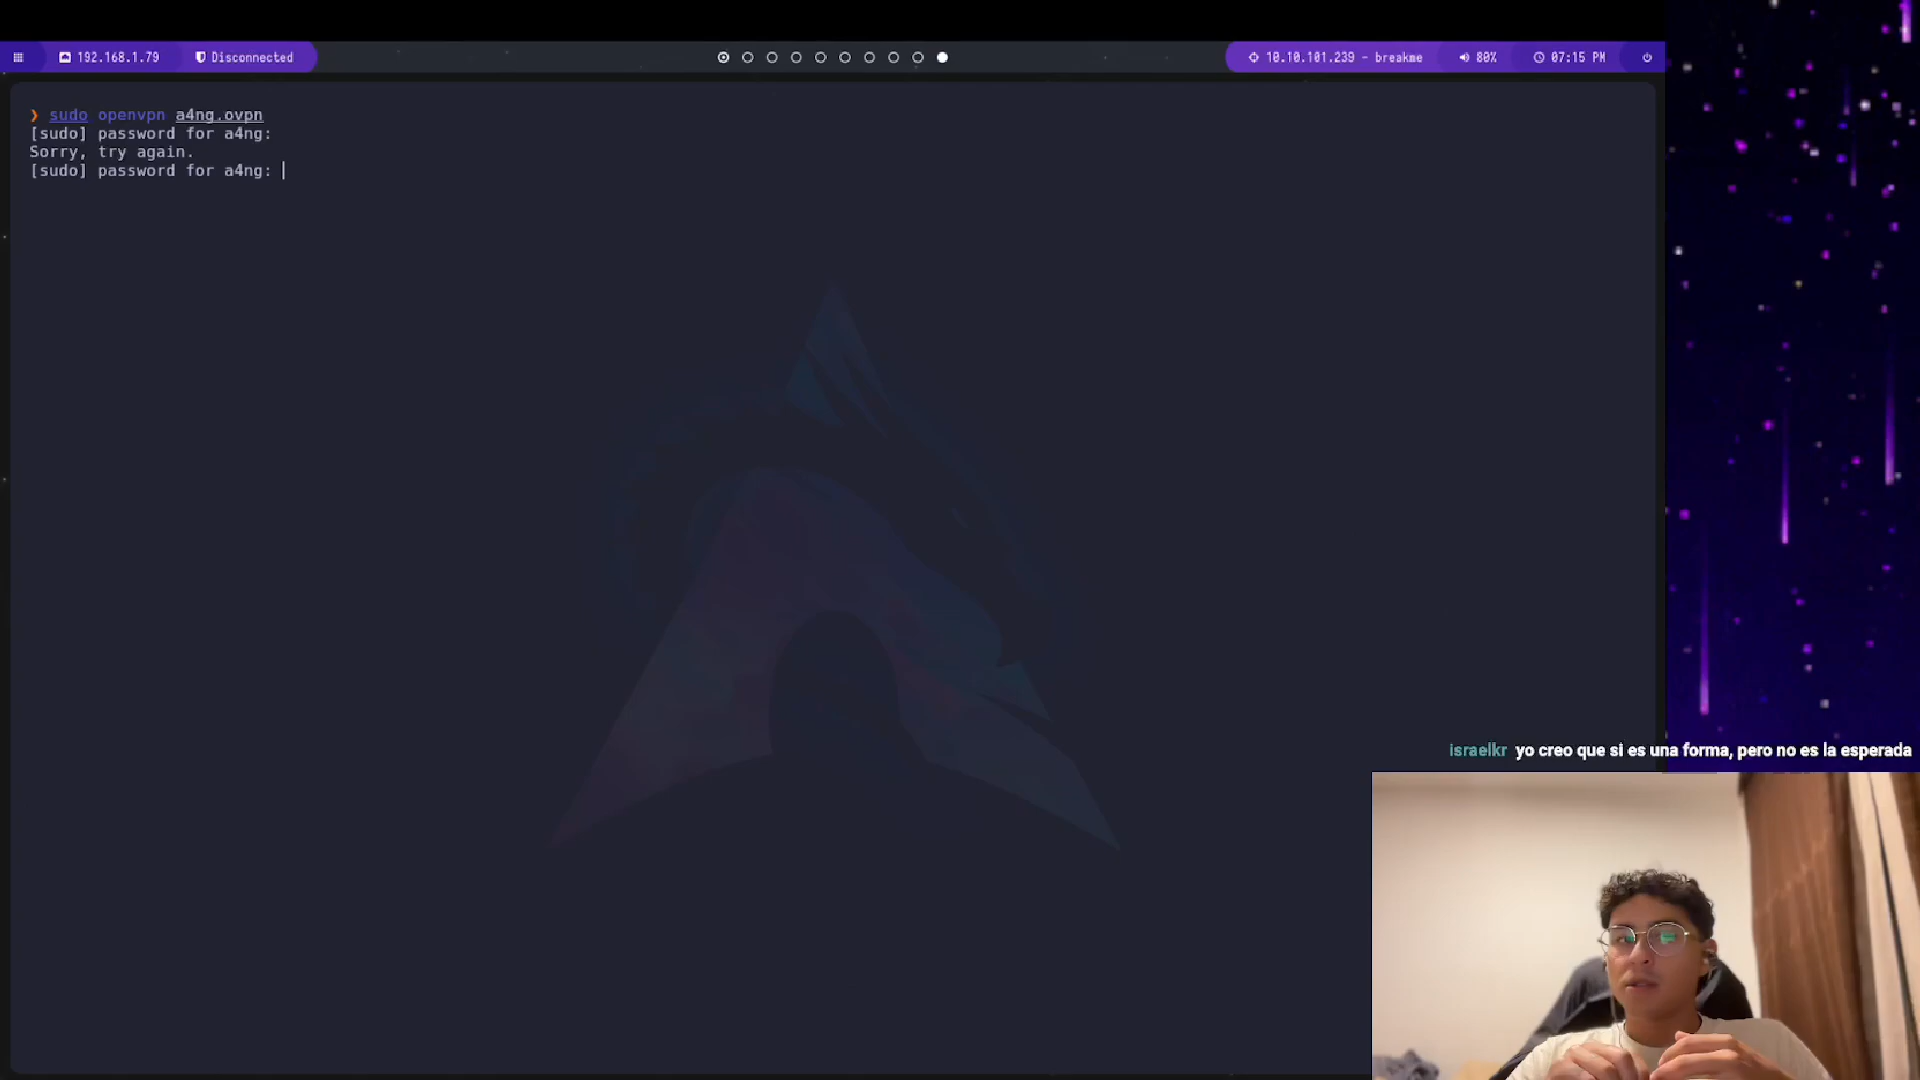 192.168.1.79
Disconnected
10.10.101.239 - breakme
80%
07:15 PM
❯ sudo openvpn a4ng.ovpn
[sudo] password for a4ng:
Sorry, try again.
[sudo] password for a4ng:
israelkr yo creo que si es una forma, pero no es la esperada